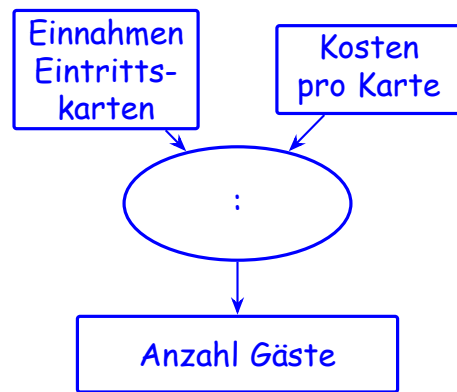 Einnahmen
Eintritts-
karten
Kosten
pro Karte
:
Anzahl Gäste